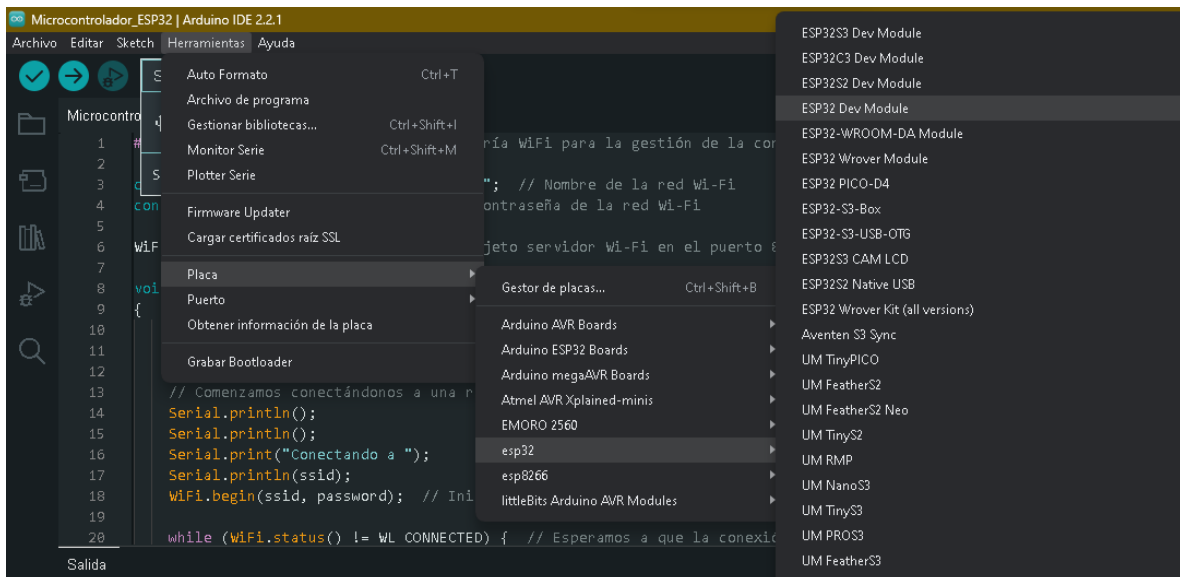 Microcontrolador_ESP32 | Arduino IDE 2.2.1
Archivo Editar Sketch Herramientas Ayuda
Microcontro
Auto Formato Ctrl+T
Archivo de programa
Gestionar bibliotecas... Ctrl+Shift+I
Monitor Serie Ctrl+Shift+M
Plotter Serie
Firmware Updater
Cargar certificados raíz SSL
Placa
Puerto
Obtener información de la placa
Grabar Bootloader
Gestor de placas... Ctrl+Shift+B
Arduino AVR Boards
Arduino ESP32 Boards
Arduino megaAVR Boards
Atmel AVR Xplained-minis
EMORO 2560
esp32
esp8266
littleBits Arduino AVR Modules
ESP32S3 Dev Module
ESP32C3 Dev Module
ESP32S2 Dev Module
ESP32 Dev Module
ESP32-WROOM-DA Module
ESP32 Wrover Module
ESP32 PICO-D4
ESP32-S3-Box
ESP32-S3-USB-OTG
ESP32S3 CAM LCD
ESP32S2 Native USB
ESP32 Wrover Kit (all versions)
Aventen S3 Sync
UM TinyPICO
UM FeatherS2
UM FeatherS2 Neo
UM TinyS2
UM RMP
UM NanoS3
UM TinyS3
UM PROS3
UM FeatherS3
1 # ría WiFi para la gestión de la con
2
3 c "; // Nombre de la red Wi-Fi
4 con ontraseña de la red Wi-Fi
5
6 WiF jeto servidor Wi-Fi en el puerto 8
7
8 voi
9 {
10
11
12
13 // Comenzamos conectándonos a una r
14 Serial.println();
15 Serial.println();
16 Serial.print("Conectando a ");
17 Serial.println(ssid);
18 WiFi.begin(ssid, password); // Ini
19
20 while (WiFi.status() != WL_CONNECTED) { // Esperamos a que la conexió
Salida